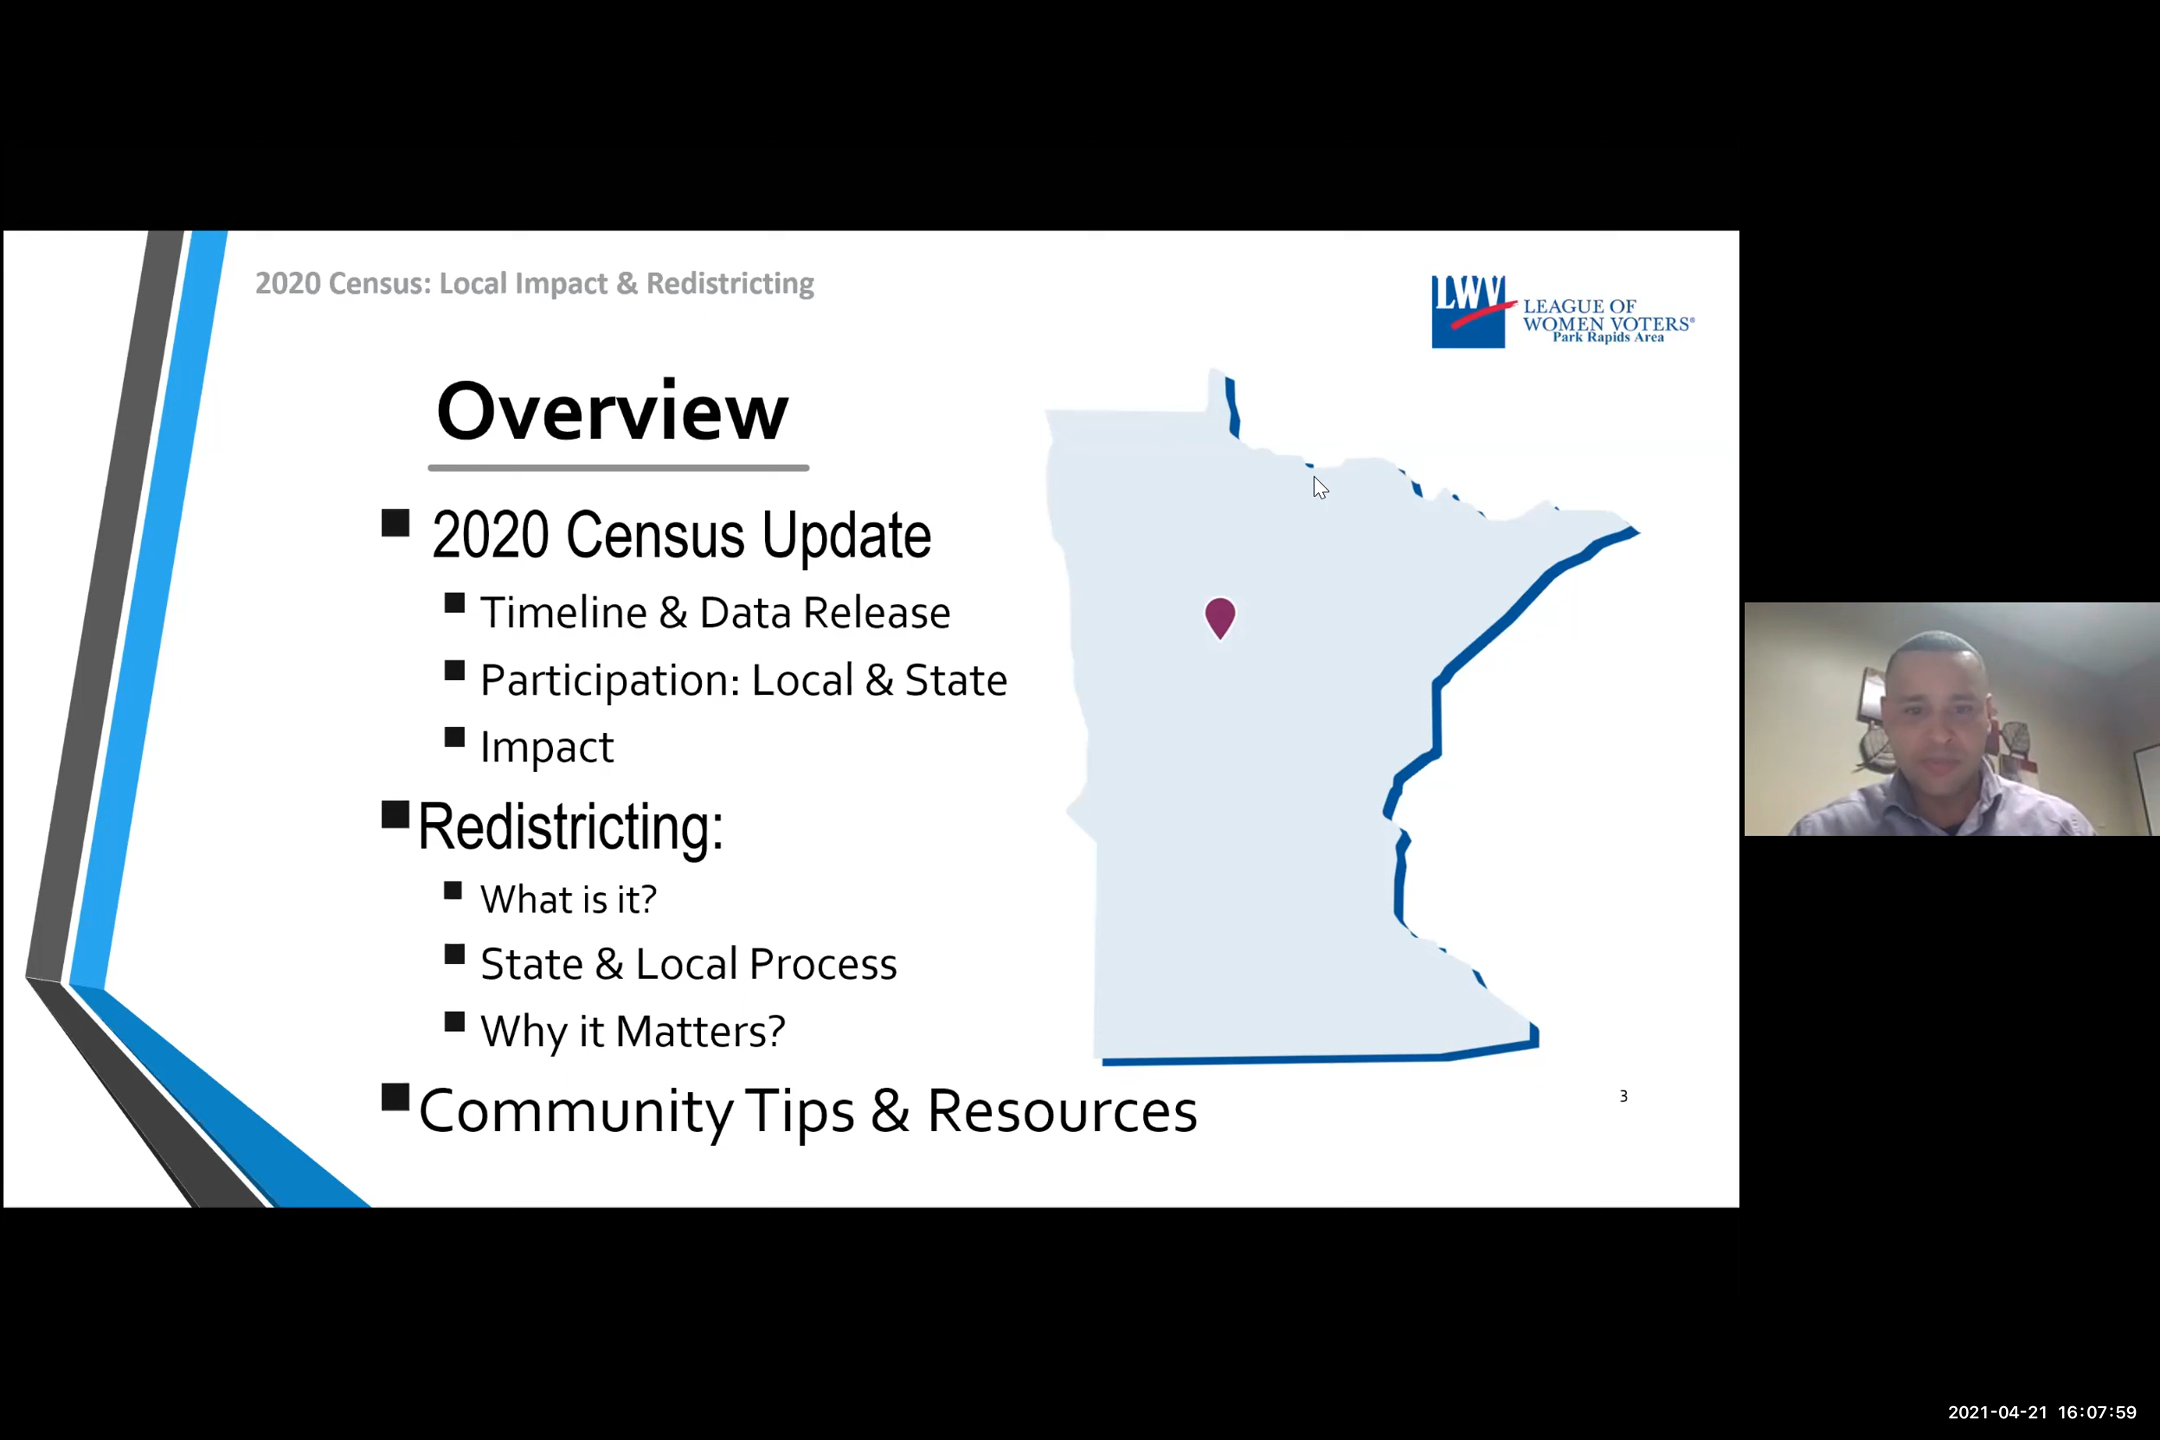 2020 Census: Local Impact & Redistricting
LWV
LEAGUE OF
WOMEN VOTERS®
Park Rapids Area
Overview
2020 Census Update
Timeline & Data Release
Participation: Local & State
Impact
Redistricting:
What is it?
State & Local Process
Why it Matters?
Community Tips & Resources
3
2021-04-21 16:07:59